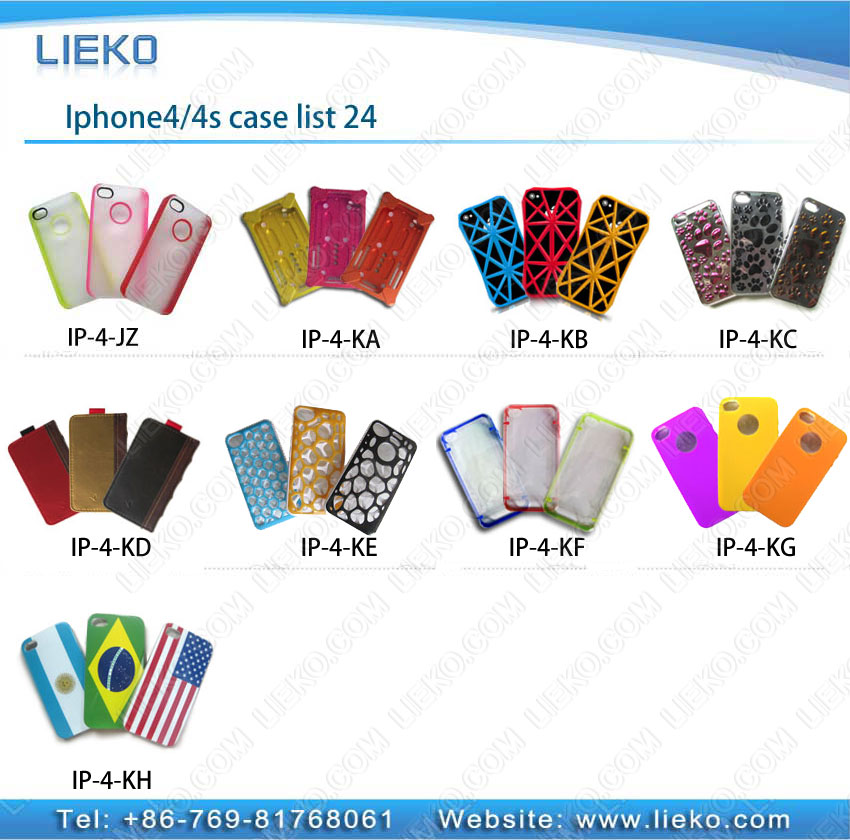 LIEKO
Iphone4/4s case list 24
IP-4-JZ
IP-4-KA
IP-4-KB
IP-4-KC
IP-4-KD
IP-4-KE
IP-4-KF
IP-4-KG
IP-4-KH
Tel: +86-769-81768061 Website: www.lieko.com
LIEKO.COM